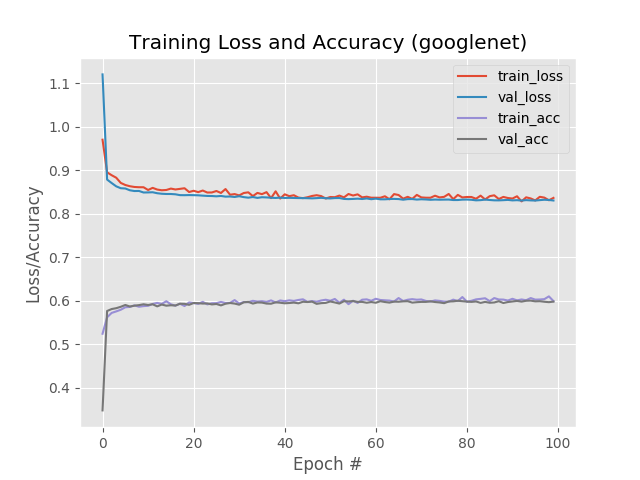 Training Loss and Accuracy (googlenet)
train_loss
val_loss
train_acc
val_acc
1.1
1.0
0.9
0.8
0.7
0.6
0.5
0.4
Loss/Accuracy
0 20 40 60 80 100
Epoch #